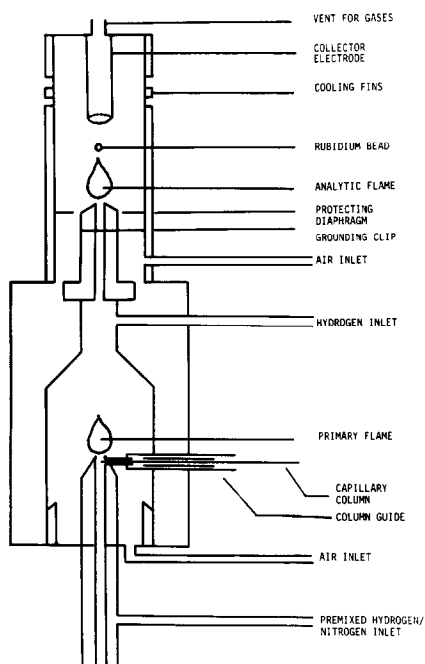 VENT FOR GASES
COLLECTOR
ELECTRODE
COOLING FINS
RUBIDIUM BEAD
ANALYTIC FLAME
PROTECTING
DIAPHRAGM
GROUNDING CLIP
AIR INLET
HYDROGEN INLET
PRIMARY FLAME
CAPILLARY
COLUMN
COLUMN GUIDE
AIR INLET
PREMIXED HYDROGEN/
NITROGEN INLET